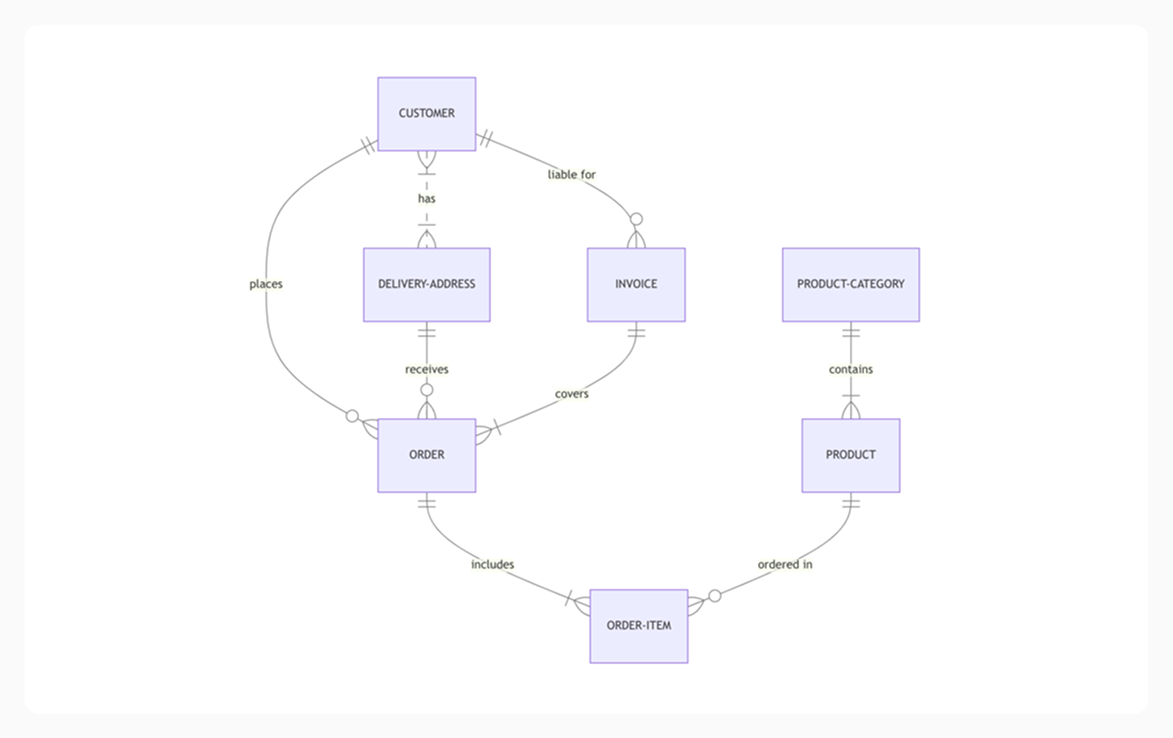 CUSTOMER
liable for
has
places
DELIVERY-ADDRESS
INVOICE
PRODUCT-CATEGORY
receives
contains
covers
ORDER
PRODUCT
includes
ordered in
ORDER-ITEM